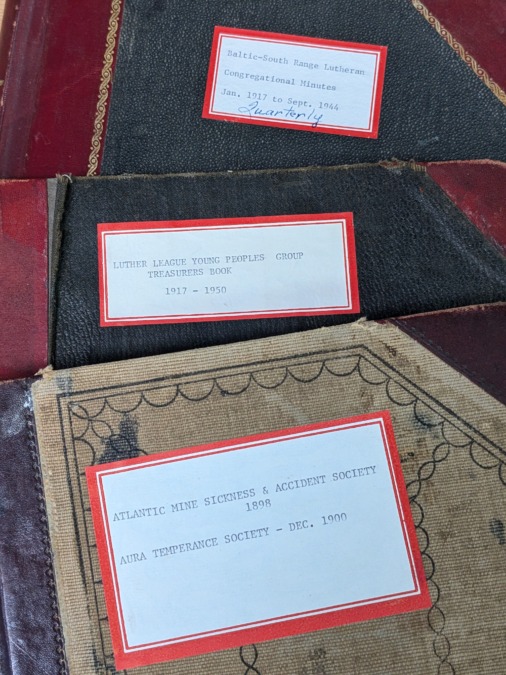 Baltic-South Range Lutheran
Congregational Minutes
Jan. 1917 to Sept. 1944
Quarterly
LUTHER LEAGUE YOUNG PEOPLES GROUP
TREASURERS BOOK
1917 - 1950
ATLANTIC MINE SICKNESS & ACCIDENT SOCIETY
1898
AURA TEMPERANCE SOCIETY - DEC. 1900